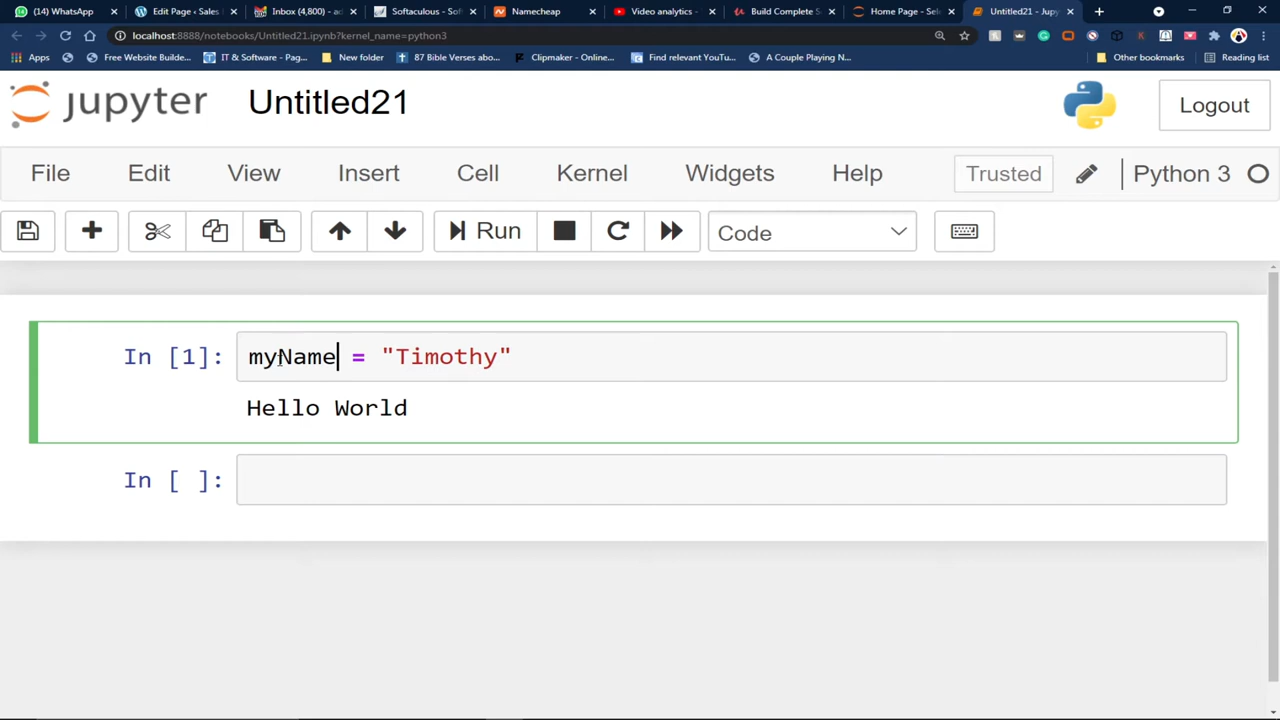 (14) WhatsApp
Edit Page ‹ Sales
Inbox (4,800) - ad
Softaculous - Sof
Namecheap
Video analytics -
Build Complete S
Home Page - Sel
Untitled21 - Jupy
localhost:8888/notebooks/Untitled21.ipynb?kernel_name=python3
Apps
Free Website Builde...
IT & Software - Pag...
New folder
87 Bible Verses abo...
Clipmaker - Online...
Find relevant YouTu...
A Couple Playing N...
Other bookmarks
Reading list
jupyter
Untitled21
Logout
File Edit View Insert Cell Kernel Widgets Help
Trusted
Python 3
Run
Code
In [1]: myName = "Timothy"
Hello World
In [ ]: